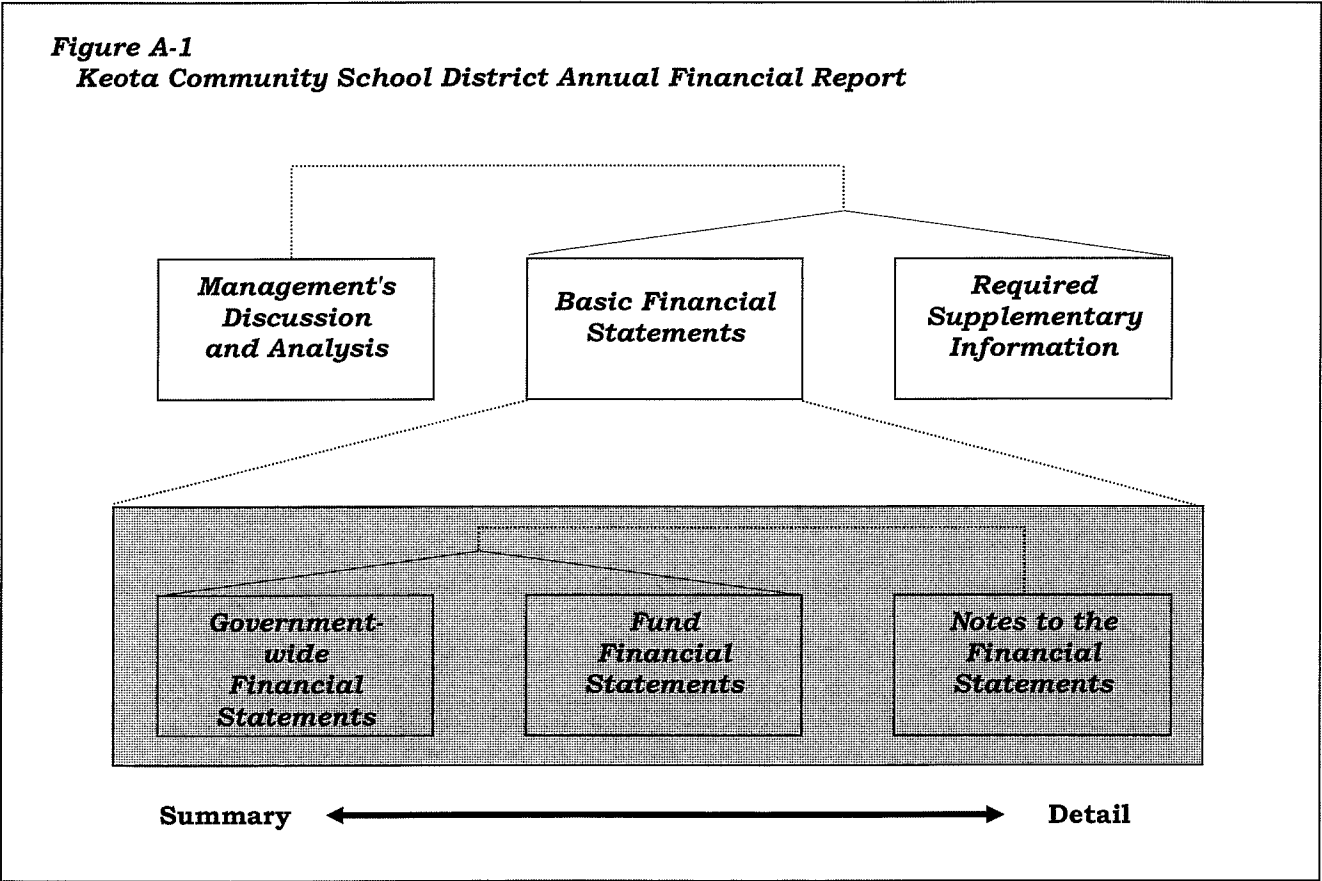 Figure A-1
Keota Community School District Annual Financial Report
Management's
Discussion
and Analysis
Basic Financial
Statements
Required
Supplementary
Information
Government-
wide
Financial
Statements
Fund
Financial
Statements
Notes to the
Financial
Statements
Summary
Detail